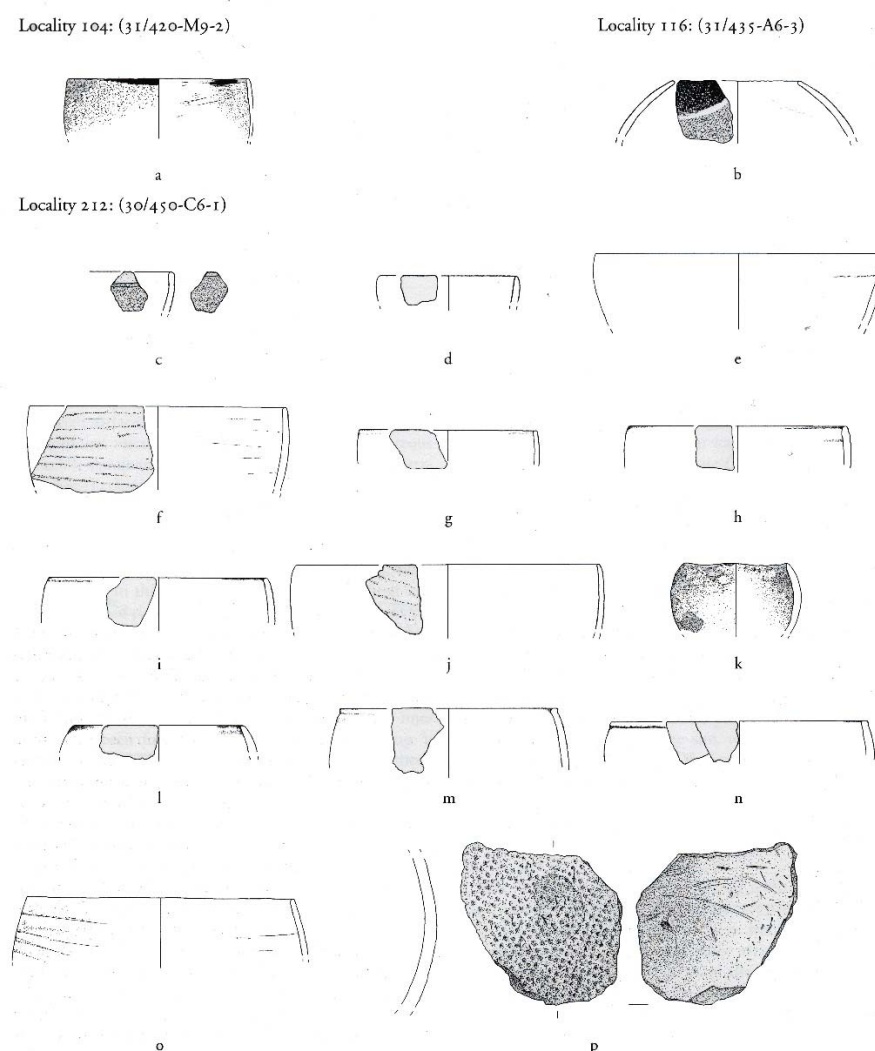 Locality 104: (31/420-M9-2)
Locality 116: (31/435-A6-3)
a
b
Locality 212: (30/450-C6-1)
c
d
e
f
g
h
i
j
k
l
m
n
o
p